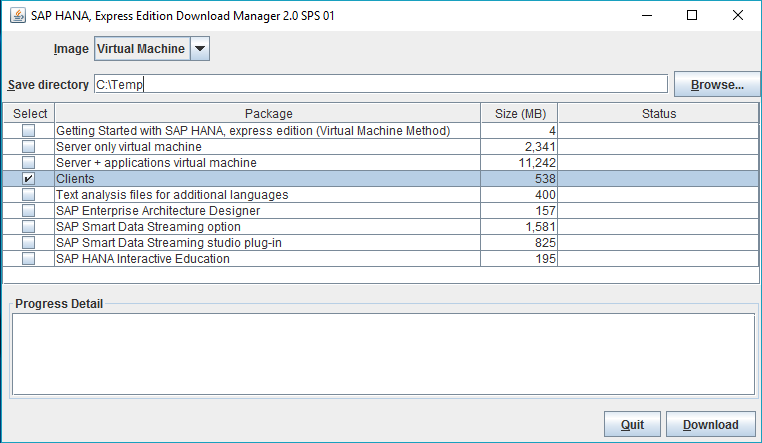 SAP HANA, Express Edition Download Manager 2.0 SPS 01
Image Virtual Machine
Save directory C:\Temp Browse...
Select Package Size (MB) Status
Getting Started with SAP HANA, express edition (Virtual Machine Method) 4
Server only virtual machine 2,341
Server + applications virtual machine 11,242
Clients 538
Text analysis files for additional languages 400
SAP Enterprise Architecture Designer 157
SAP Smart Data Streaming option 1,581
SAP Smart Data Streaming studio plug-in 825
SAP HANA Interactive Education 195
Progress Detail
Quit Download